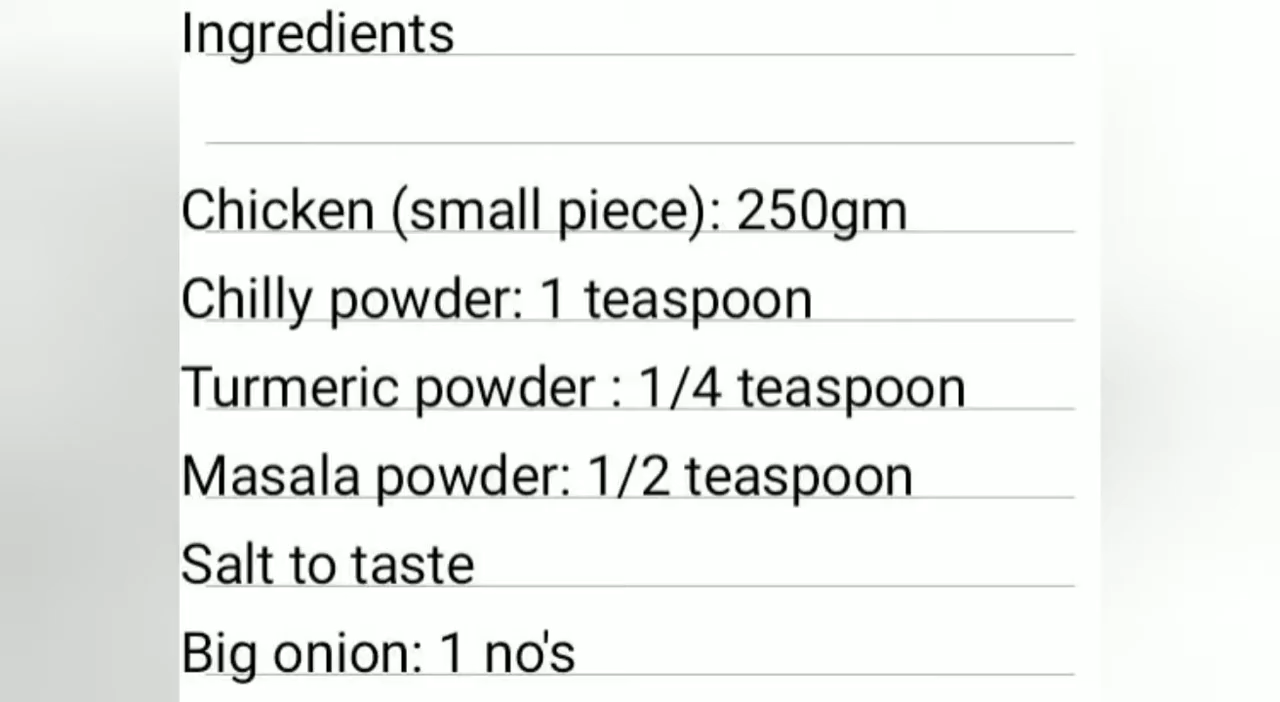 Ingredients
Chicken (small piece): 250gm
Chilly powder: 1 teaspoon
Turmeric powder : 1/4 teaspoon
Masala powder: 1/2 teaspoon
Salt to taste
Big onion: 1 no's